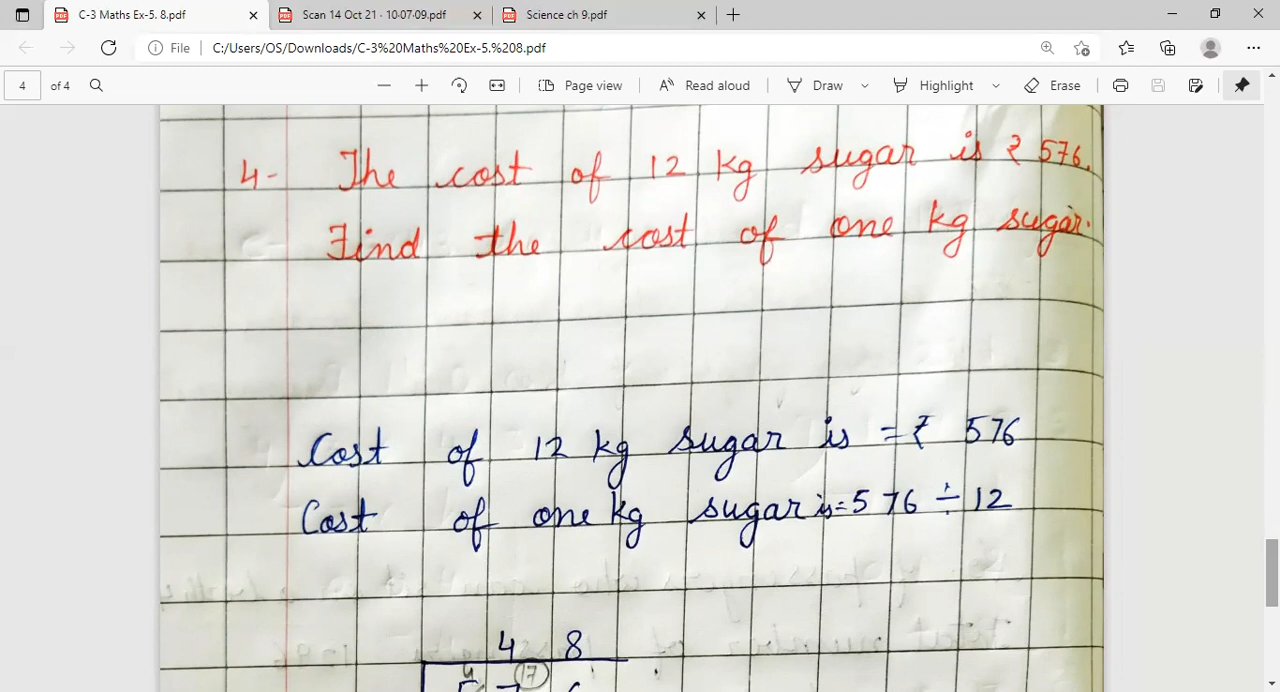 C-3 Maths Ex-5. 8.pdf
Scan 14 Oct 21 - 10-07-09.pdf
Science ch 9.pdf
File
C:/Users/OS/Downloads/C-3%20Maths%20Ex-5.%208.pdf
4 of 4
Page view
Read aloud
Draw
Highlight
Erase
4- The cost of 12 kg sugar is ₹ 576.
Find the cost of one kg sugar.
Cost of 12 kg sugar is = ₹ 576
Cost of one kg sugar is = 576 ÷ 12
4 8
4 17